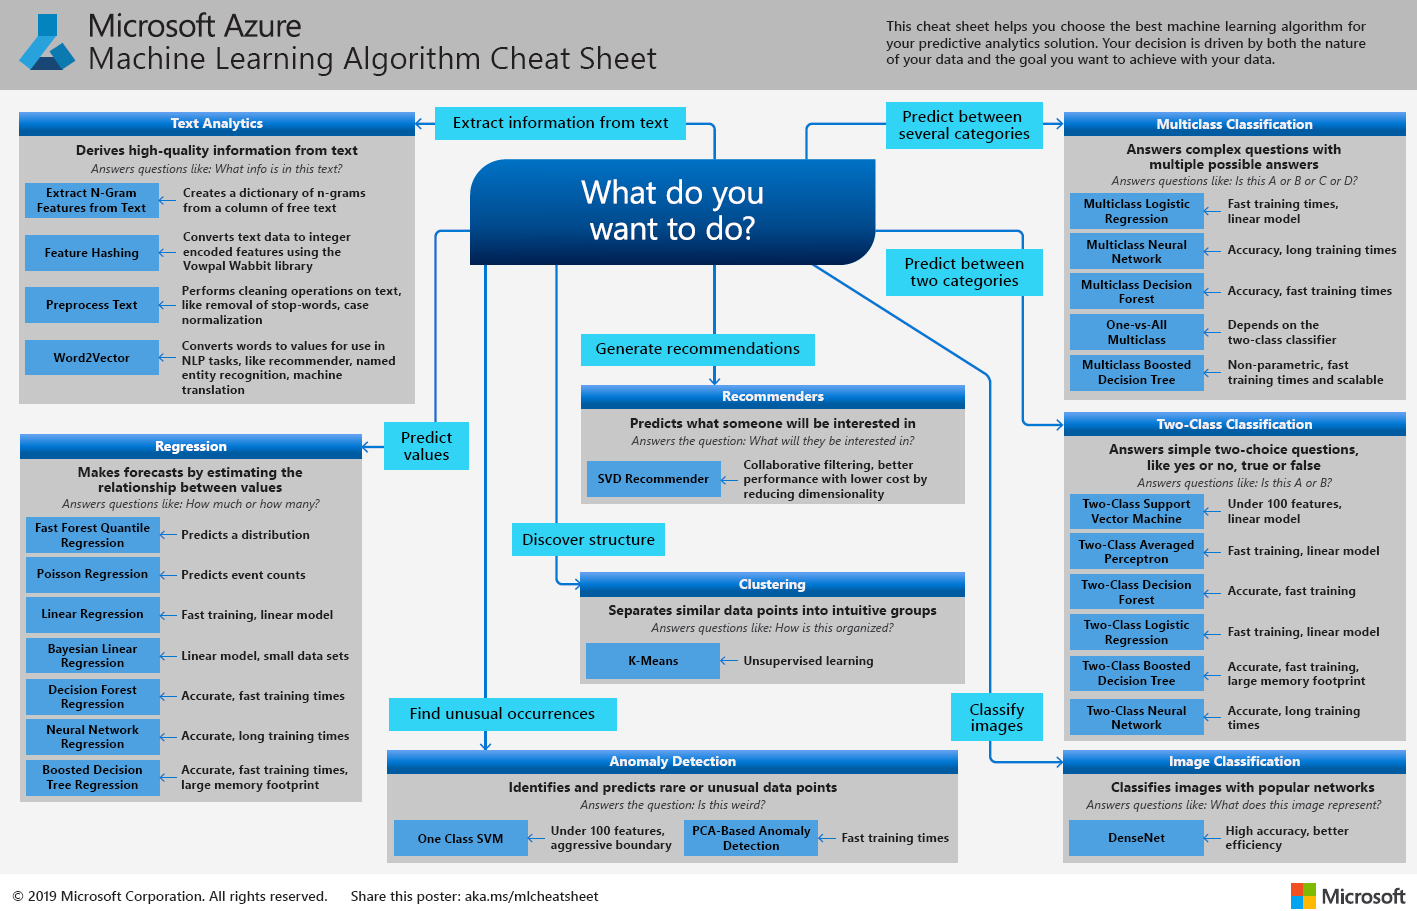 Microsoft Azure
Machine Learning Algorithm Cheat Sheet
This cheat sheet helps you choose the best machine learning algorithm for
your predictive analytics solution. Your decision is driven by both the nature
of your data and the goal you want to achieve with your data.
What do you
want to do?
Extract information from text
Text Analytics
Derives high-quality information from text
Answers questions like: What info is in this text?
Extract N-Gram
Features from Text
Creates a dictionary of n-grams
from a column of free text
Feature Hashing
Converts text data to integer
encoded features using the
Vowpal Wabbit library
Preprocess Text
Performs cleaning operations on text,
like removal of stop-words, case
normalization
Word2Vector
Converts words to values for use in
NLP tasks, like recommender, named
entity recognition, machine
translation
Predict
values
Regression
Makes forecasts by estimating the
relationship between values
Answers questions like: How much or how many?
Fast Forest Quantile
Regression
Predicts a distribution
Poisson Regression
Predicts event counts
Linear Regression
Fast training, linear model
Bayesian Linear
Regression
Linear model, small data sets
Decision Forest
Regression
Accurate, fast training times
Neural Network
Regression
Accurate, long training times
Boosted Decision
Tree Regression
Accurate, fast training times,
large memory footprint
Generate recommendations
Recommenders
Predicts what someone will be interested in
Answers the question: What will they be interested in?
SVD Recommender
Collaborative filtering, better
performance with lower cost by
reducing dimensionality
Discover structure
Clustering
Separates similar data points into intuitive groups
Answers questions like: How is this organized?
K-Means
Unsupervised learning
Find unusual occurrences
Anomaly Detection
Identifies and predicts rare or unusual data points
Answers the question: Is this weird?
One Class SVM
Under 100 features,
aggressive boundary
PCA-Based Anomaly
Detection
Fast training times
Predict between
several categories
Multiclass Classification
Answers complex questions with
multiple possible answers
Answers questions like: Is this A or B or C or D?
Multiclass Logistic
Regression
Fast training times,
linear model
Multiclass Neural
Network
Accuracy, long training times
Multiclass Decision
Forest
Accuracy, fast training times
One-vs-All
Multiclass
Depends on the
two-class classifier
Multiclass Boosted
Decision Tree
Non-parametric, fast
training times and scalable
Predict between
two categories
Two-Class Classification
Answers simple two-choice questions,
like yes or no, true or false
Answers questions like: Is this A or B?
Two-Class Support
Vector Machine
Under 100 features,
linear model
Two-Class Averaged
Perceptron
Fast training, linear model
Two-Class Decision
Forest
Accurate, fast training
Two-Class Logistic
Regression
Fast training, linear model
Two-Class Boosted
Decision Tree
Accurate, fast training,
large memory footprint
Two-Class Neural
Network
Accurate, long training
times
Classify
images
Image Classification
Classifies images with popular networks
Answers questions like: What does this image represent?
DenseNet
High accuracy, better
efficiency
© 2019 Microsoft Corporation. All rights reserved.
Share this poster: aka.ms/mlcheatsheet
Microsoft